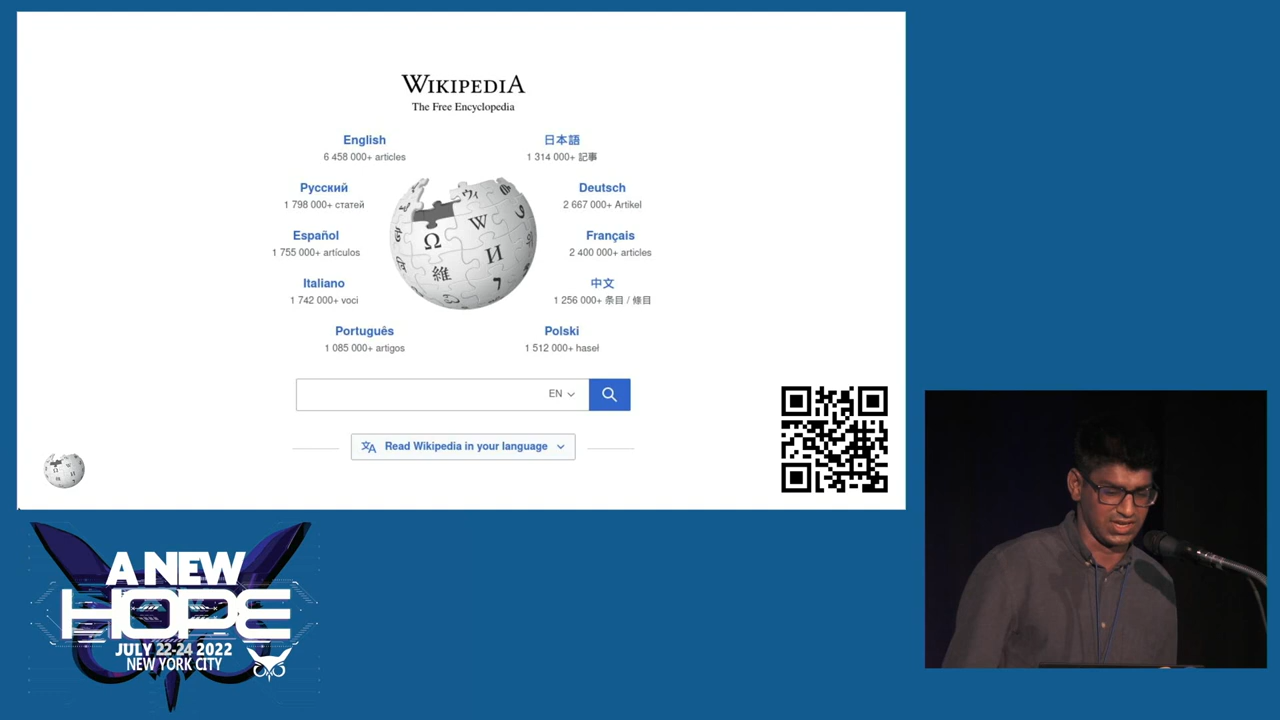 WIKIPEDIA
The Free Encyclopedia
English
6 458 000+ articles
日本語
1 314 000+ 記事
Русский
1 798 000+ статей
Deutsch
2 667 000+ Artikel
Español
1 755 000+ artículos
Français
2 400 000+ articles
Italiano
1 742 000+ voci
中文
1 256 000+ 条目 / 條目
Português
1 085 000+ artigos
Polski
1 512 000+ haseł
Ω
W
И
維
ウィ
7
EN
Read Wikipedia in your language
A NEW
HOPE
JULY 22-24 2022
NEW YORK CITY